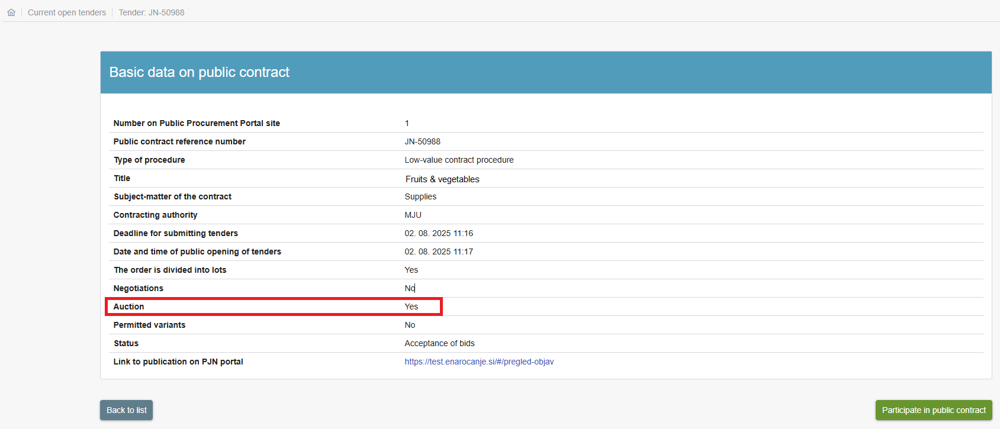 Current open tenders Tender: JN-50988
Basic data on public contract
Number on Public Procurement Portal site 1
Public contract reference number JN-50988
Type of procedure Low-value contract procedure
Title Fruits & vegetables
Subject-matter of the contract Supplies
Contracting authority MJU
Deadline for submitting tenders 02. 08. 2025 11:16
Date and time of public opening of tenders 02. 08. 2025 11:17
The order is divided into lots Yes
Negotiations No
Auction Yes
Permitted variants No
Status Acceptance of bids
Link to publication on PJN portal https://test.enarocanje.si/#/pregled-objav
Back to list Participate in public contract